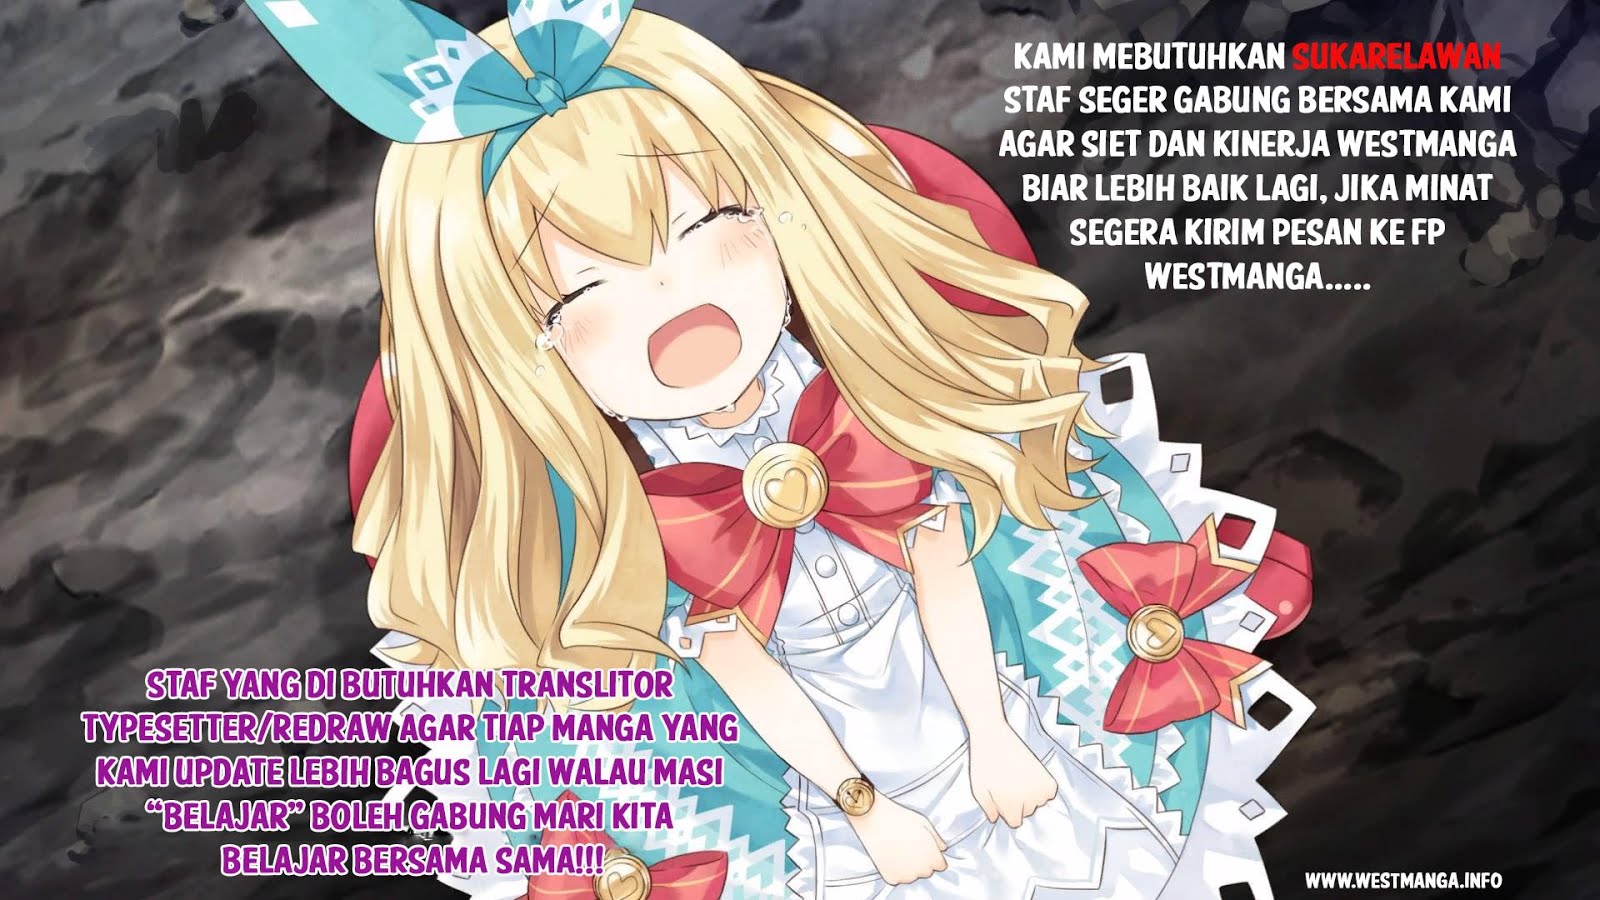 KAMI MEBUTUHKAN SUKARELAWAN
STAF SEGER GABUNG BERSAMA KAMI
AGAR SIET DAN KINERJA WESTMANGA
BIAR LEBIH BAIK LAGI, JIKA MINAT
SEGERA KIRIM PESAN KE FP
WESTMANGA.....
STAF YANG DI BUTUHKAN TRANSLITOR
TYPESETTER/REDRAW AGAR TIAP MANGA YANG
KAMI UPDATE LEBIH BAGUS LAGI WALAU MASI
“BELAJAR” BOLEH GABUNG MARI KITA
BELAJAR BERSAMA SAMA!!!
WWW.WESTMANGA.INFO